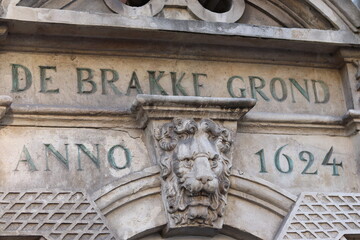 DE BRAKKE GROND
ANNO 1624